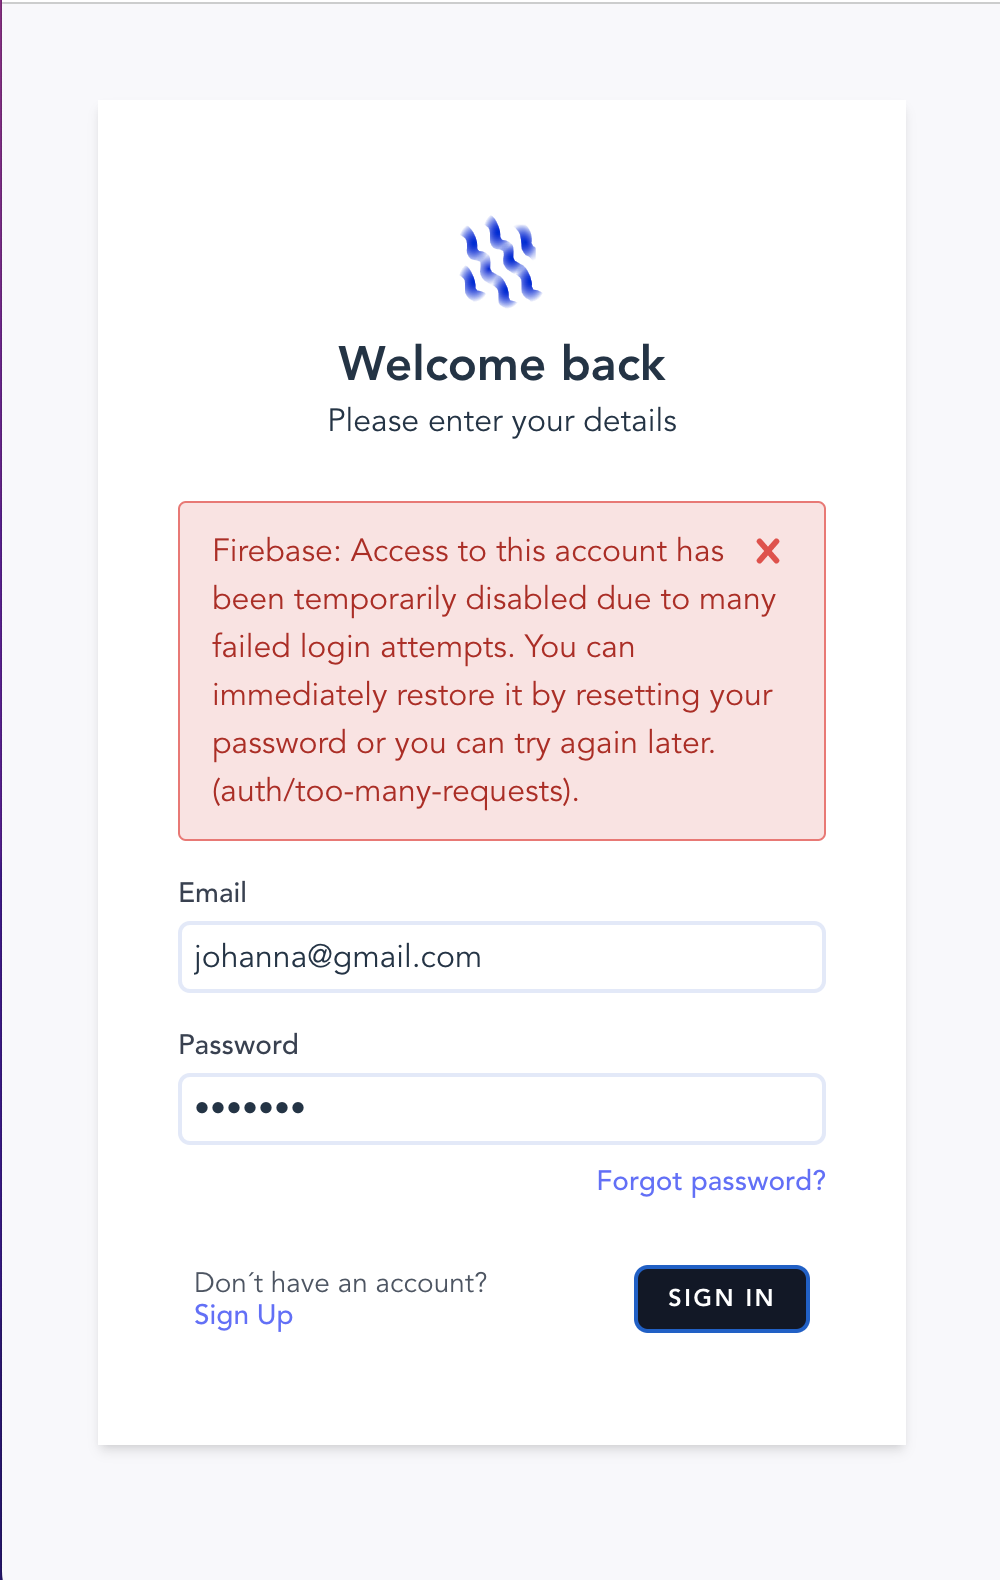 Welcome back
Please enter your details
Firebase: Access to this account has
been temporarily disabled due to many
failed login attempts. You can
immediately restore it by resetting your
password or you can try again later.
(auth/too-many-requests).
Email
johanna@gmail.com
Password
•••••••
Forgot password?
Don´t have an account?
Sign Up
SIGN IN